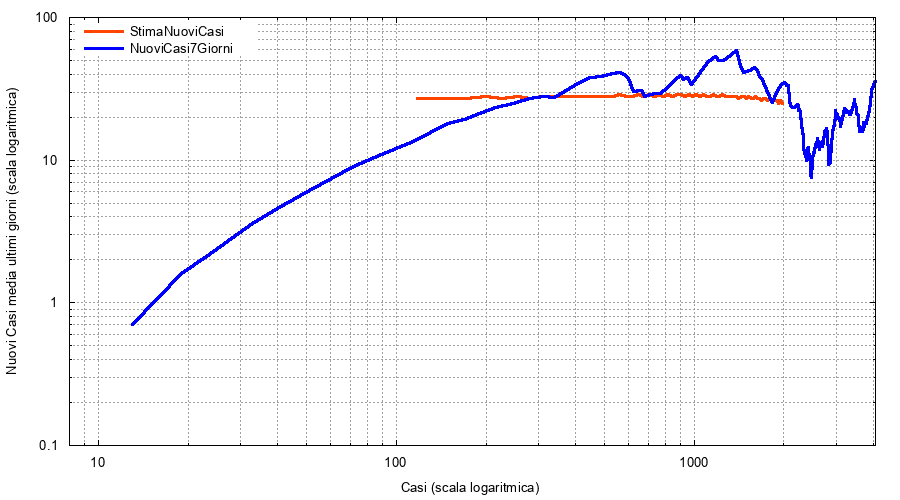 100
StimaNuoviCasi
NuoviCasi7Giorni
10
1
0.1
Nuovi Casi media ultimi giorni (scala logaritmica)
10
100
1000
Casi (scala logaritmica)